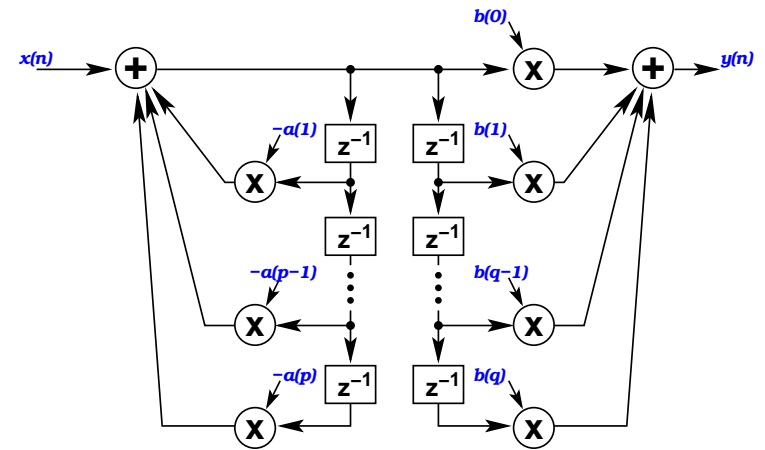 b(0)
x(n) + X + y(n)
-a(1) z−1 z−1 b(1)
X X
z−1 z−1
-a(p−1) b(q−1)
X X
-a(p) z−1 z−1 b(q)
X X